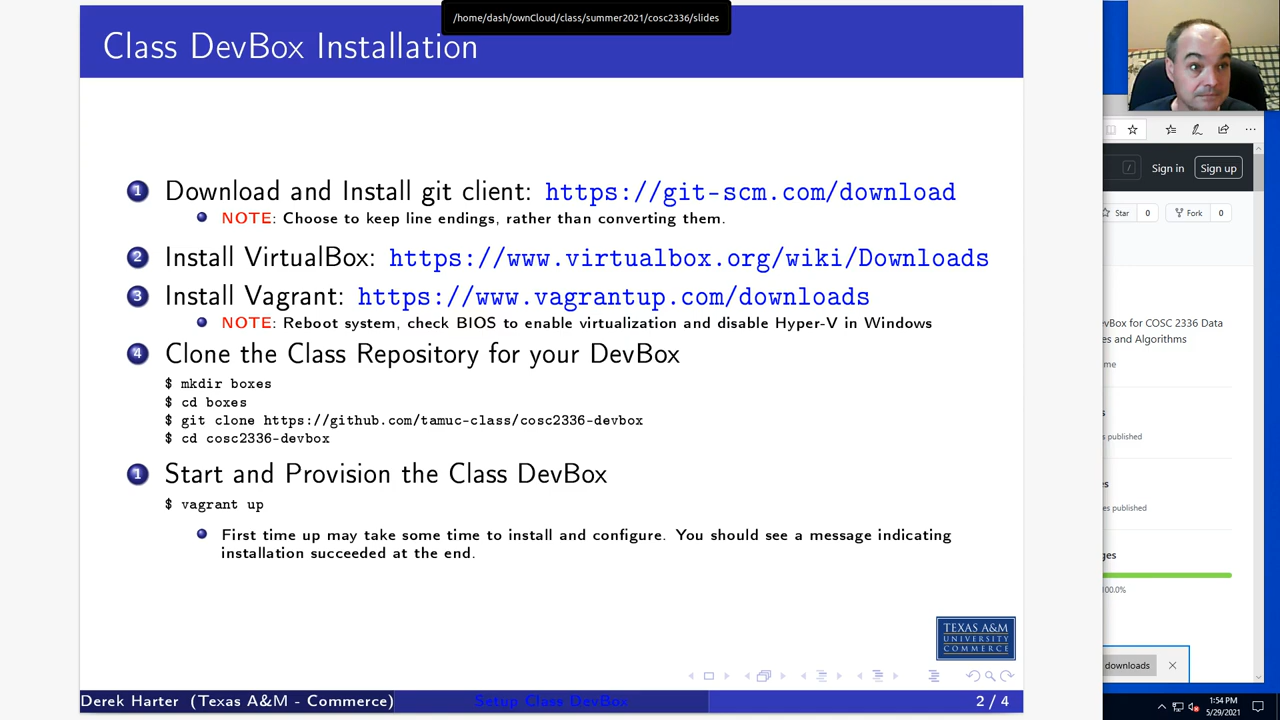 /home/dash/ownCloud/class/summer2021/cosc2336/slides
Class DevBox Installation
1 Download and Install git client: https://git-scm.com/download
NOTE: Choose to keep line endings, rather than converting them.
2 Install VirtualBox: https://www.virtualbox.org/wiki/Downloads
3 Install Vagrant: https://www.vagrantup.com/downloads
NOTE: Reboot system, check BIOS to enable virtualization and disable Hyper-V in Windows
4 Clone the Class Repository for your DevBox
$ mkdir boxes
$ cd boxes
$ git clone https://github.com/tamuc-class/cosc2336-devbox
$ cd cosc2336-devbox
1 Start and Provision the Class DevBox
$ vagrant up
First time up may take some time to install and configure. You should see a message indicating
installation succeeded at the end.
TEXAS A&M
UNIVERSITY
COMMERCE
Derek Harter (Texas A&M - Commerce) Setup Class DevBox 2 / 4
/ Sign in Sign up
Star 0 Fork 0
evBox for COSC 2336 Data
es and Algorithms
me
s
s published
es
es published
ges
100.0%
downloads
1:54 PM
5/29/2021